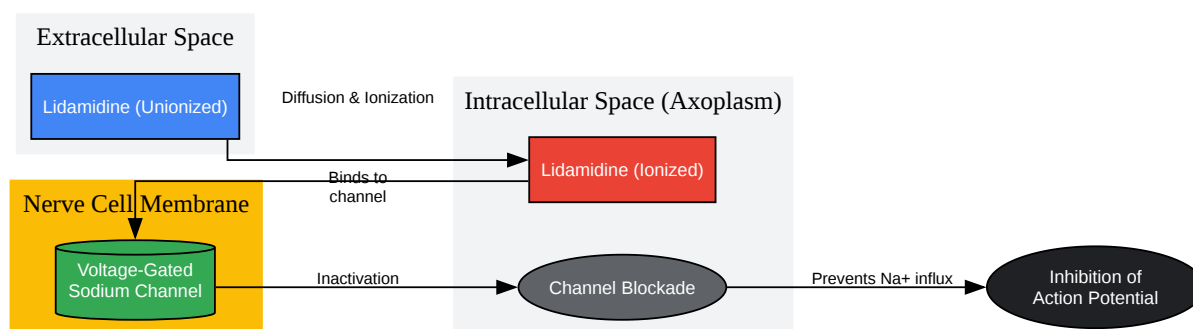 Extracellular Space
Lidamidine (Unionized)
Diffusion & Ionization
Intracellular Space (Axoplasm)
Lidamidine (Ionized)
Binds to
channel
Nerve Cell Membrane
Voltage-Gated
Sodium Channel
Inactivation
Channel Blockade
Prevents Na+ influx
Inhibition of
Action Potential